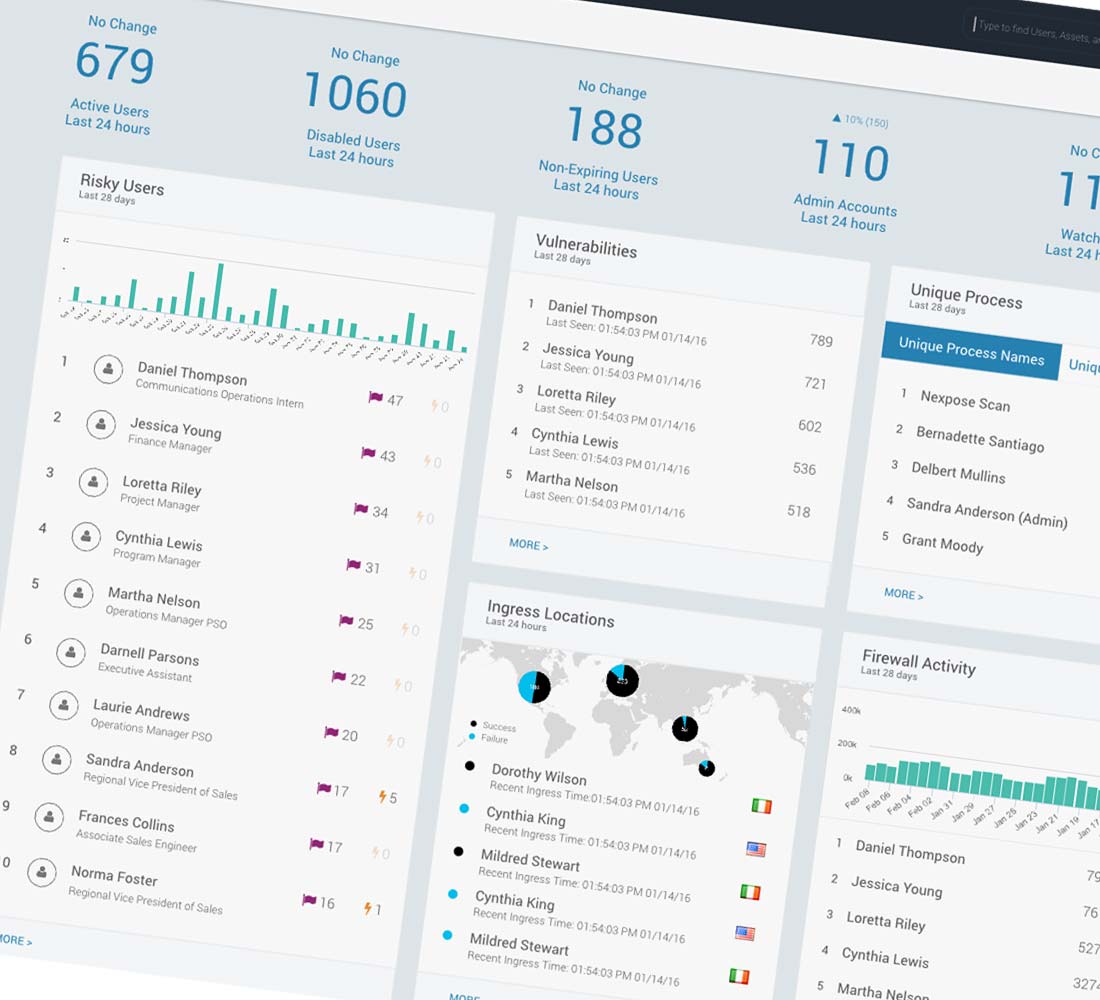 Type to find Users, Assets,
No Change
679
Active Users
Last 24 hours
No Change
1060
Disabled Users
Last 24 hours
No Change
188
Non-Expiring Users
Last 24 hours
▲ 10% (150)
110
Admin Accounts
Last 24 hours
No
11
Watch
Last 24
Risky Users
Last 28 days
1
Daniel Thompson
47
0
Communications Operations Intern
2
Jessica Young
43
0
Finance Manager
3
Loretta Riley
34
0
Project Manager
4
Cynthia Lewis
31
0
Program Manager
5
Martha Nelson
25
0
Operations Manager PSO
6
Darnell Parsons
22
0
Executive Assistant
7
Laurie Andrews
20
0
Operations Manager PSO
8
Sandra Anderson
17
5
Regional Vice President of Sales
9
Frances Collins
17
0
Associate Sales Engineer
0
Norma Foster
16
1
Regional Vice President of Sales
MORE >
Vulnerabilities
Last 28 days
1 Daniel Thompson 789
Last Seen: 01:54:03 PM 01/14/16
2 Jessica Young 721
Last Seen: 01:54:03 PM 01/14/16
3 Loretta Riley 602
Last Seen: 01:54:03 PM 01/14/16
4 Cynthia Lewis 536
Last Seen: 01:54:03 PM 01/14/16
5 Martha Nelson 518
Last Seen: 01:54:03 PM 01/14/16
MORE >
Ingress Locations
Last 24 hours
Success
Failure
Dorothy Wilson
Recent Ingress Time:01:54:03 PM 01/14/16
Cynthia King
Recent Ingress Time: 01:54:03 PM 01/14/16
Mildred Stewart
Recent Ingress Time: 01:54:03 PM 01/14/16
Cynthia King
Recent Ingress Time: 01:54:03 PM 01/14/16
Mildred Stewart
Recent Ingress Time: 01:54:03 PM 01/14/16
MORE
Unique Process
Last 28 days
Unique Process Names
Uniq
1 Nexpose Scan
2 Bernadette Santiago
3 Delbert Mullins
4 Sandra Anderson (Admin)
5 Grant Moody
MORE >
Firewall Activity
Last 28 days
400k
200k
0k
Feb 08 Feb 06 Feb 04 Feb 02 Jan 31 Jan 29 Jan 27 Jan 25 Jan 23 Jan 21 Jan 19 Jan 17
1 Daniel Thompson 79
2 Jessica Young 76
3 Loretta Riley 527
4 Cynthia Lewis 3274
5 Martha Nelson